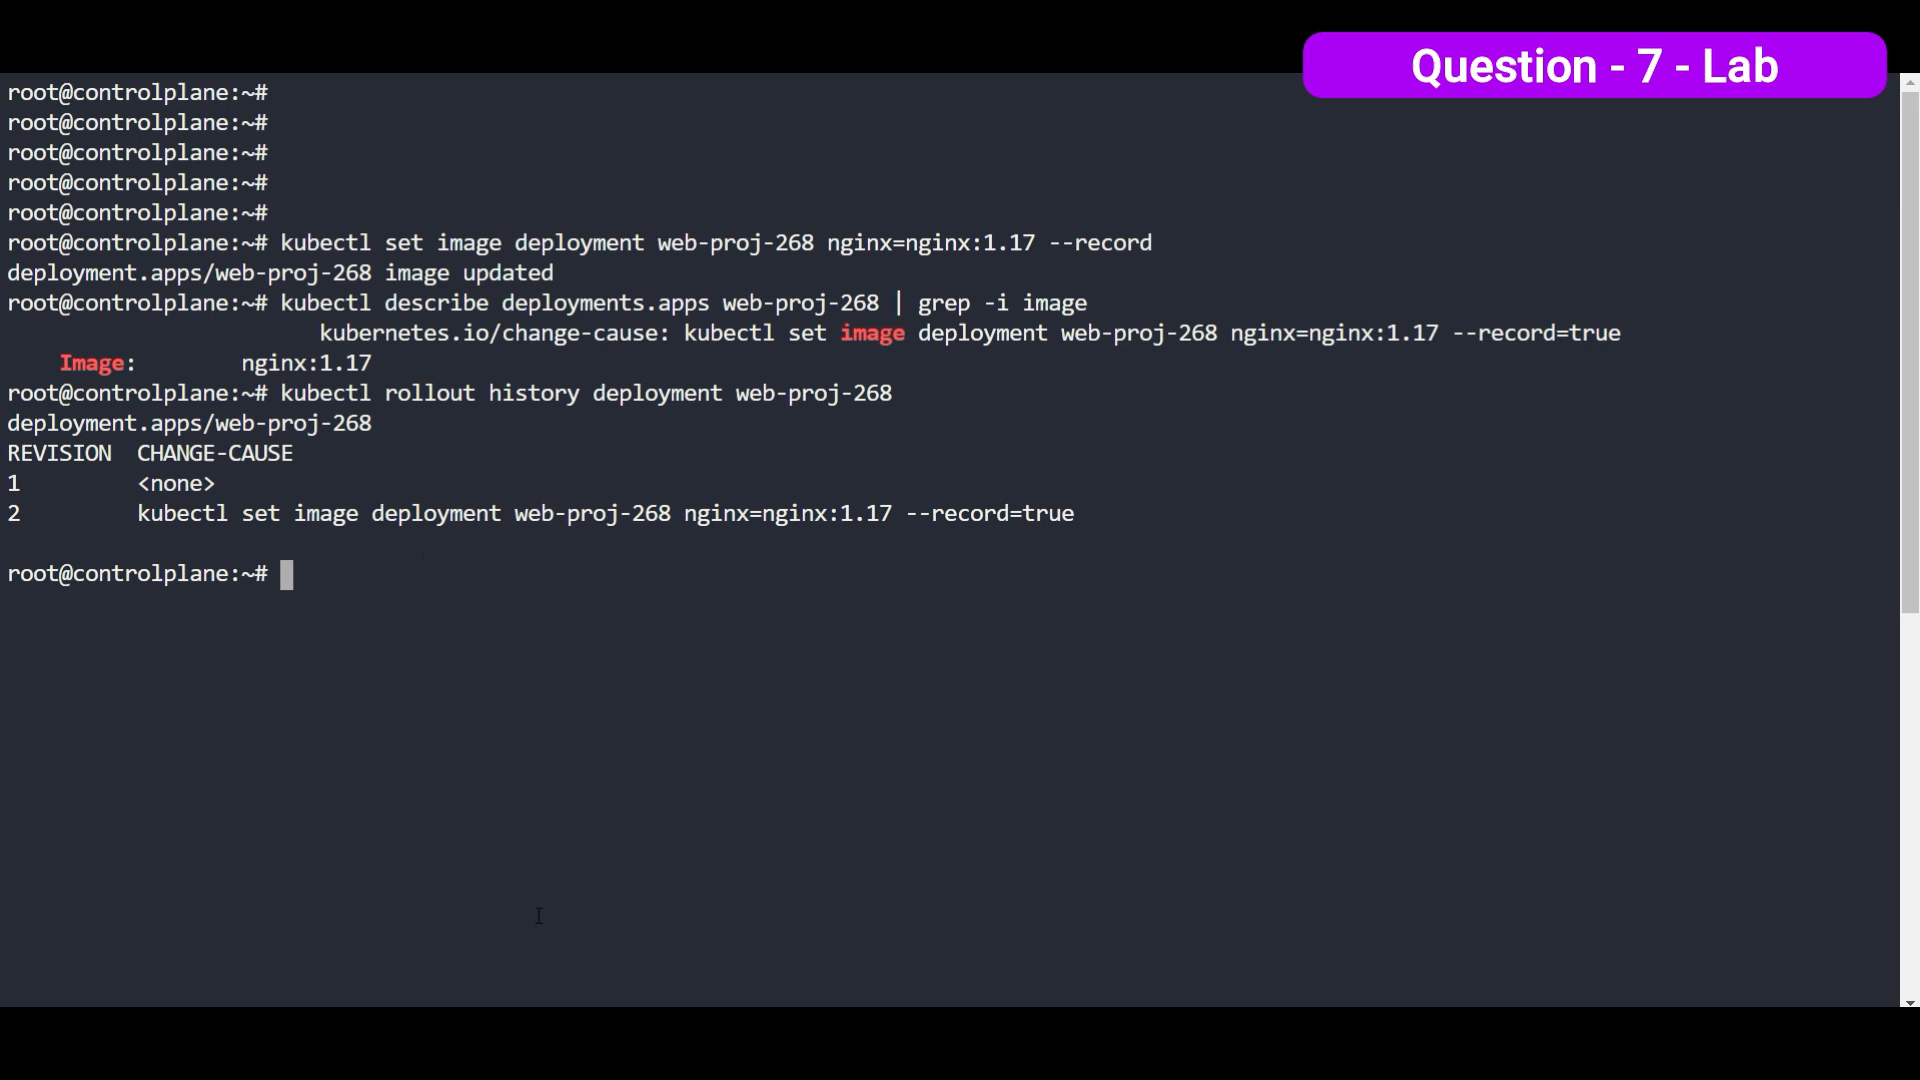 Question - 7 - Lab
root@controlplane:~#
root@controlplane:~#
root@controlplane:~#
root@controlplane:~#
root@controlplane:~#
root@controlplane:~# kubectl set image deployment web-proj-268 nginx=nginx:1.17 --record
deployment.apps/web-proj-268 image updated
root@controlplane:~# kubectl describe deployments.apps web-proj-268 | grep -i image
                        kubernetes.io/change-cause: kubectl set image deployment web-proj-268 nginx=nginx:1.17 --record=true
    Image:        nginx:1.17
root@controlplane:~# kubectl rollout history deployment web-proj-268
deployment.apps/web-proj-268
REVISION  CHANGE-CAUSE
1         <none>
2         kubectl set image deployment web-proj-268 nginx=nginx:1.17 --record=true
root@controlplane:~#